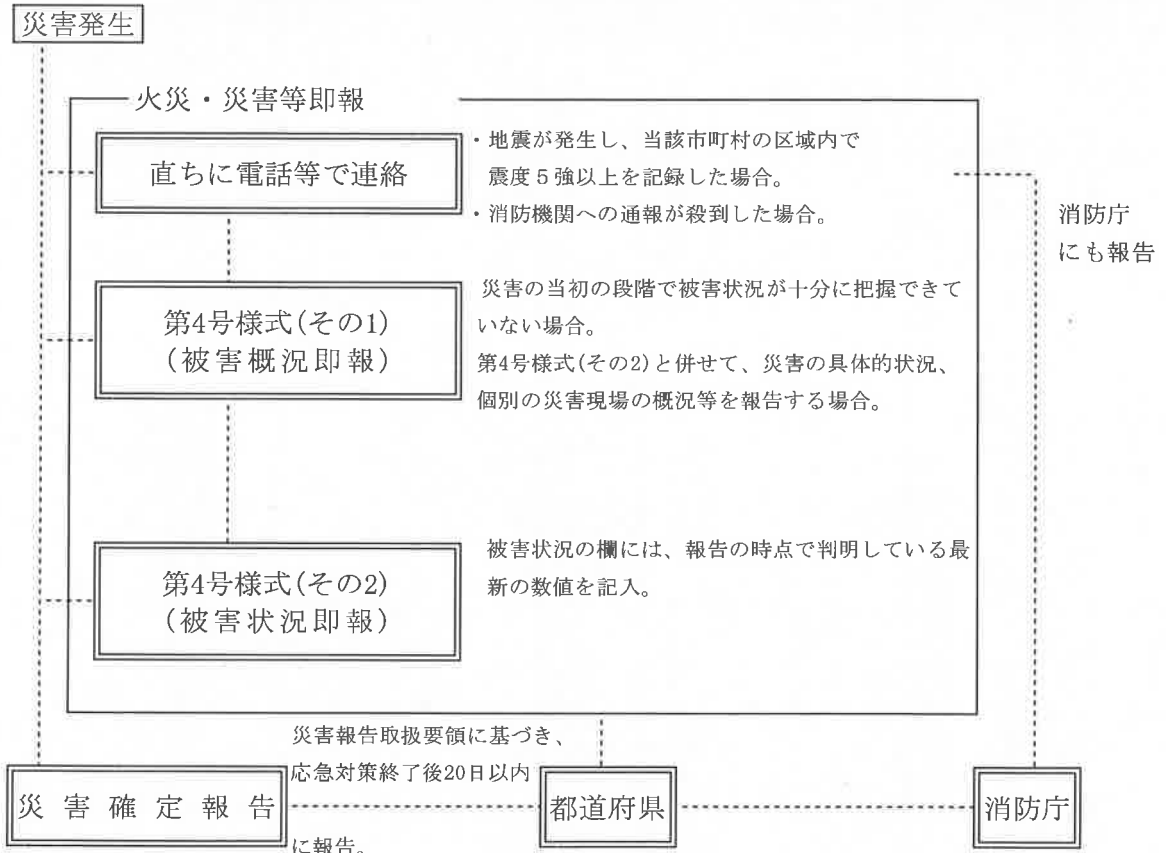 災害発生
火災・災害等即報
直ちに電話等で連絡
・地震が発生し、当該市町村の区域内で
震度５強以上を記録した場合。
・消防機関への通報が殺到した場合。
消防庁
にも報告
第4号様式(その1)
(被害概況即報)
災害の当初の段階で被害状況が十分に把握できて
いない場合。
第4号様式(その2)と併せて、災害の具体的状況、
個別の災害現場の概況等を報告する場合。
第4号様式(その2)
(被害状況即報)
被害状況の欄には、報告の時点で判明している最
新の数値を記入。
災害報告取扱要領に基づき、
応急対策終了後20日以内
に報告。
災害確定報告
都道府県
消防庁